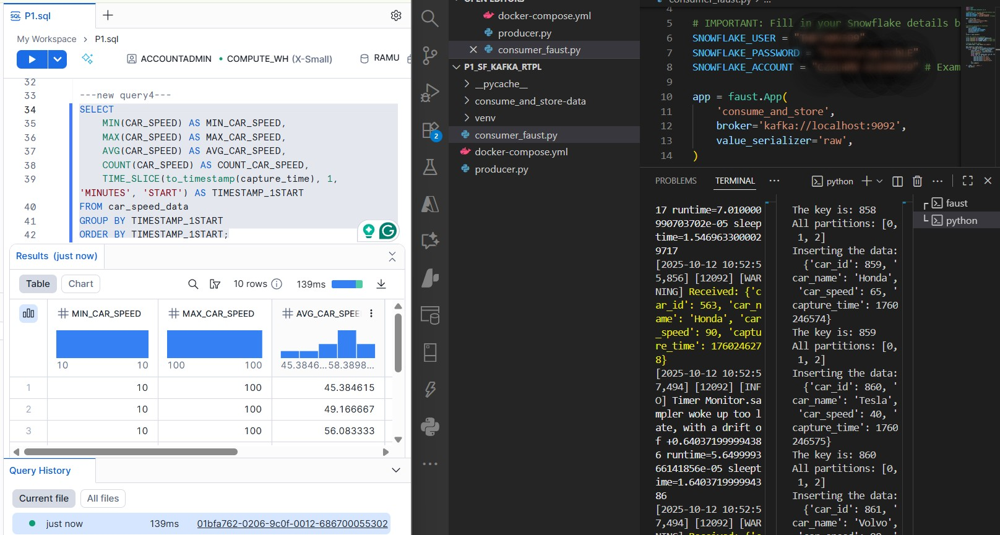 P1.sql
My Workspace > P1.sql
ACCOUNTADMIN • COMPUTE_WH (X-Small) RAMU
32
33 ---new query4---
34 SELECT
35 MIN(CAR_SPEED) AS MIN_CAR_SPEED,
36 MAX(CAR_SPEED) AS MAX_CAR_SPEED,
37 AVG(CAR_SPEED) AS AVG_CAR_SPEED,
38 COUNT(CAR_SPEED) AS COUNT_CAR_SPEED,
39 TIME_SLICE(to_timestamp(capture_time), 1,
'MINUTES', 'START') AS TIMESTAMP_1START
40 FROM car_speed_data
41 GROUP BY TIMESTAMP_1START
42 ORDER BY TIMESTAMP_1START;
Results (just now)
Table Chart 10 rows 139ms
MIN_CAR_SPEED MAX_CAR_SPEED AVG_CAR_SPEE
10 10 100 100 45.3846...58.3898...
1 10 100 45.384615
2 10 100 49.166667
3 10 100 56.083333
Query History
Current file All files
just now 139ms 01bfa762-0206-9c0f-0012-686700055302
2
OPEN EDITORS
docker-compose.yml
producer.py
consumer_faust.py
P1_SF_KAFKA_RTPL
__pycache__
consume_and_store-data
venv
consumer_faust.py
docker-compose.yml
producer.py
consumer_faust.py > ...
4
5 # IMPORTANT: Fill in your Snowflake details b
6 SNOWFLAKE_USER = "
7 SNOWFLAKE_PASSWORD =
8 SNOWFLAKE_ACCOUNT = # Exam
9
10 app = faust.App(
11 'consume_and_store',
12 broker='kafka://localhost:9092',
13 value_serializer='raw',
14 )
PROBLEMS TERMINAL ... python
17 runtime=7.010000
990703702e-05 sleep
time=1.546963300002
9717
[2025-10-12 10:52:5
5,856] [12092] [WAR
NING] Received: {'c
ar_id': 563, 'car_n
ame': 'Honda', 'car
_speed': 90, 'captu
re_time': 176024627
8}
[2025-10-12 10:52:5
7,494] [12092] [INF
O] Timer Monitor.sa
mpler woke up too l
ate, with a drift o
f +0.64037199999438
6 runtime=5.6499993
66141856e-05 sleept
ime=1.6403719999943
86
[2025-10-12 10:52:5
7,494] [12092] [WAR
NING] Received: {'c
The key is: 858
All partitions: [0,
1, 2]
Inserting the data:
{'car_id': 859, '
car_name': 'Honda',
'car_speed': 65, '
capture_time': 1760
246574}
The key is: 859
All partitions: [0,
1, 2]
Inserting the data:
{'car_id': 860, '
car_name': 'Tesla',
'car_speed': 40, '
capture_time': 1760
246575}
The key is: 860
All partitions: [0,
1, 2]
Inserting the data:
{'car_id': 861, '
car_name': 'Volvo',
faust
python